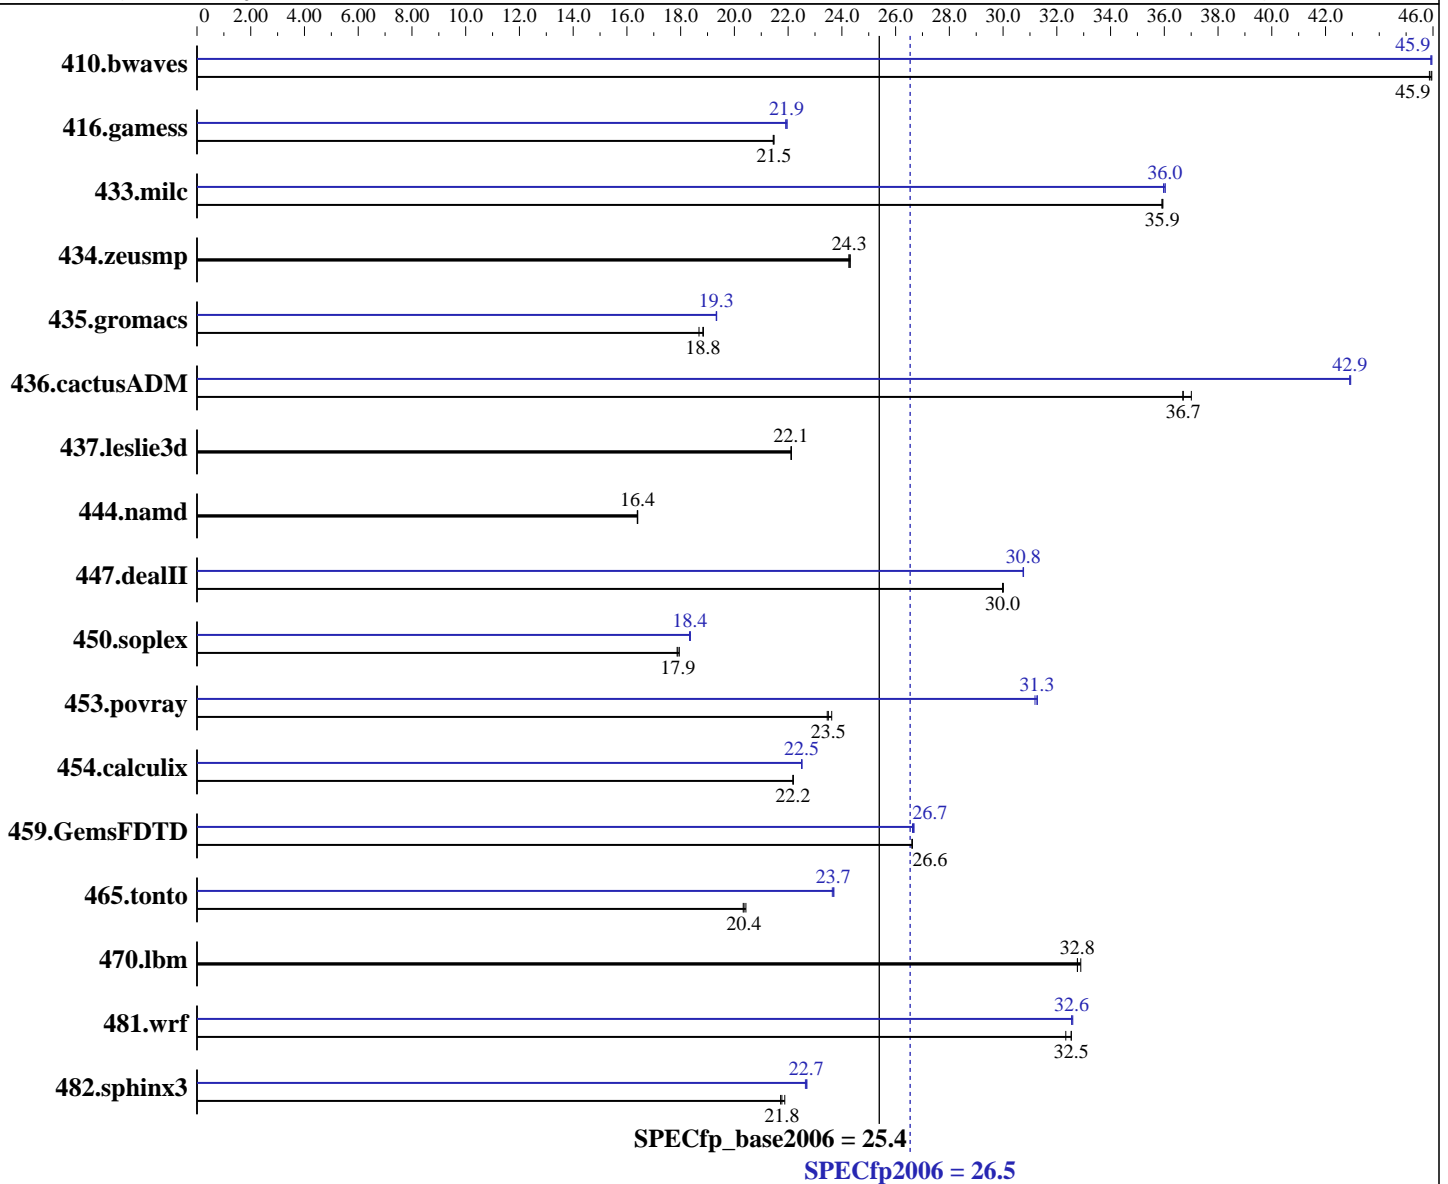 0 2.00 4.00 6.00 8.00 10.0 12.0 14.0 16.0 18.0 20.0 22.0 24.0 26.0 28.0 30.0 32.0 34.0 36.0 38.0 40.0 42.0 46.0
45.9
410.bwaves
45.9
21.9
416.gamess
21.5
36.0
433.milc
35.9
24.3
434.zeusmp
19.3
435.gromacs
18.8
42.9
436.cactusADM
36.7
22.1
437.leslie3d
16.4
444.namd
30.8
447.dealII
30.0
18.4
450.soplex
17.9
31.3
453.povray
23.5
22.5
454.calculix
22.2
26.7
459.GemsFDTD
26.6
23.7
465.tonto
20.4
32.8
470.lbm
32.6
481.wrf
32.5
22.7
482.sphinx3
21.8
SPECfp_base2006 = 25.4
SPECfp2006 = 26.5